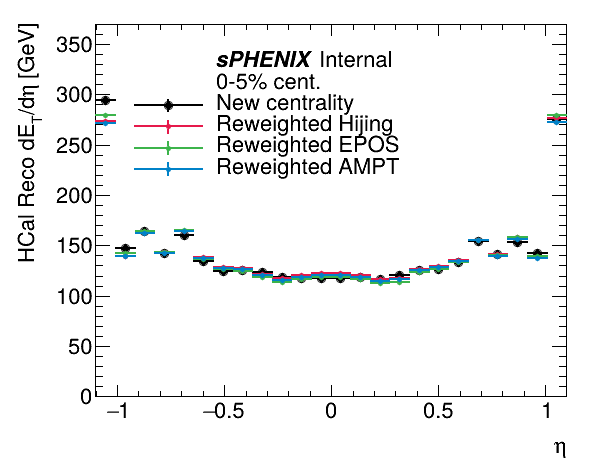 HCal Reco dE_T/dη [GeV]
350
300
250
200
150
100
50
0
sPHENIX Internal
0-5% cent.
New centrality
Reweighted Hijing
Reweighted EPOS
Reweighted AMPT
−1 −0.5 0 0.5 1
η